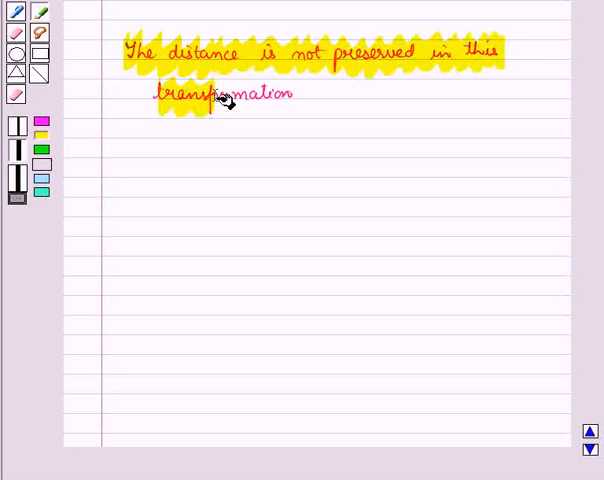 The distance is not preserved in this
transformation